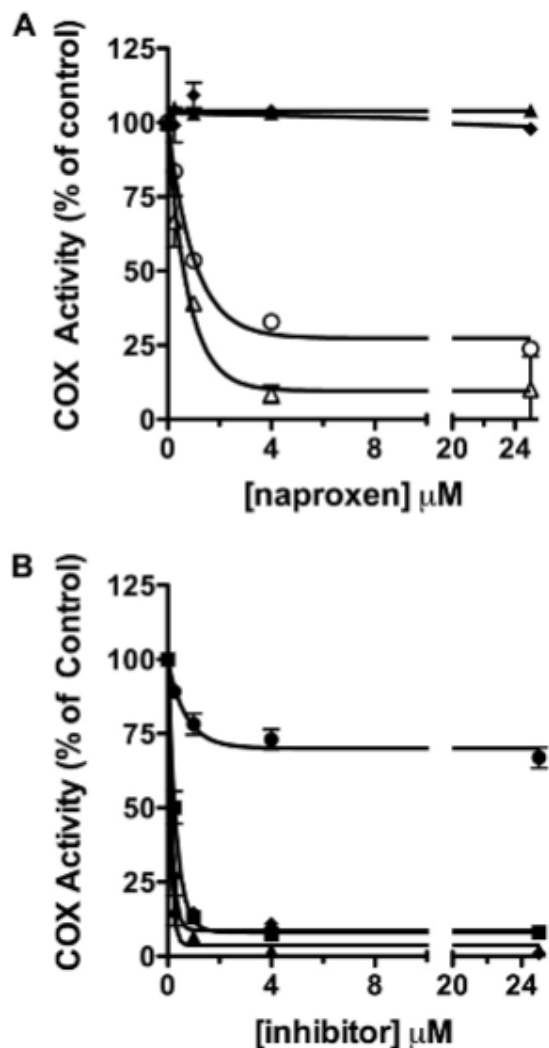 A
COX Activity (% of control)
125
100
75
50
25
0
0 4 8 20 24
[naproxen] μM
B
COX Activity (% of Control)
125
100
75
50
25
0
0 4 8 20 24
[inhibitor] μM